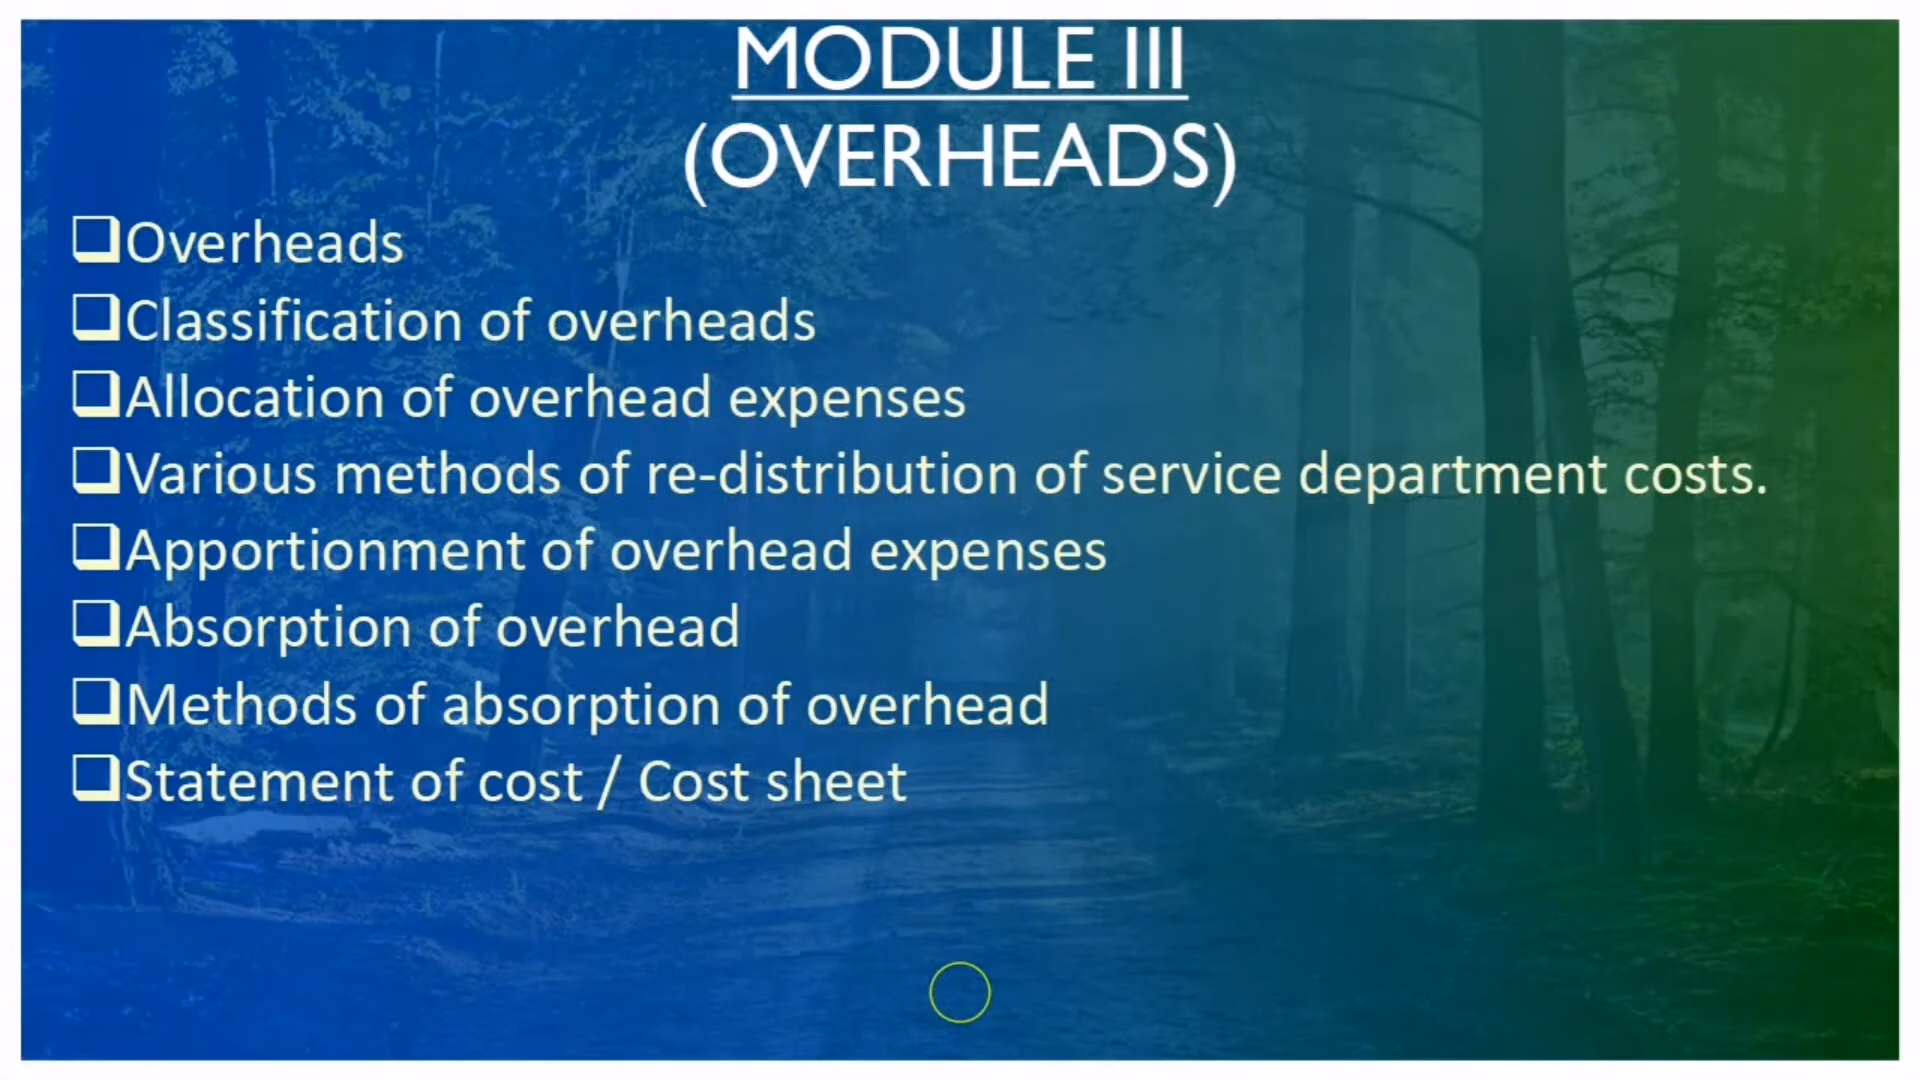 MODULE III
(OVERHEADS)
❑Overheads
❑Classification of overheads
❑Allocation of overhead expenses
❑Various methods of re-distribution of service department costs.
❑Apportionment of overhead expenses
❑Absorption of overhead
❑Methods of absorption of overhead
❑Statement of cost / Cost sheet